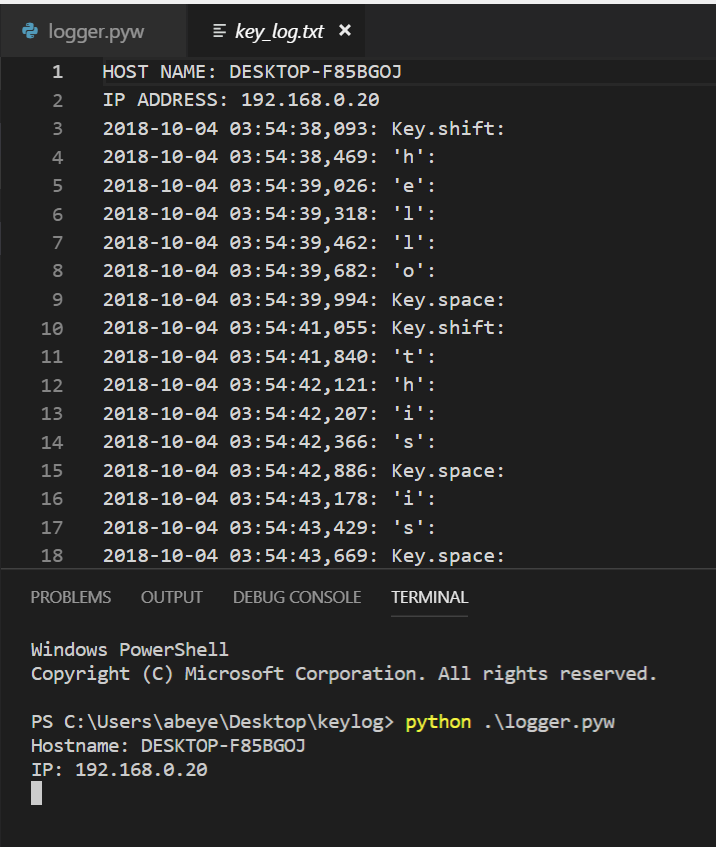 logger.pyw key_log.txt
1 HOST NAME: DESKTOP-F85BGOJ
2 IP ADDRESS: 192.168.0.20
3 2018-10-04 03:54:38,093: Key.shift:
4 2018-10-04 03:54:38,469: 'h':
5 2018-10-04 03:54:39,026: 'e':
6 2018-10-04 03:54:39,318: 'l':
7 2018-10-04 03:54:39,462: 'l':
8 2018-10-04 03:54:39,682: 'o':
9 2018-10-04 03:54:39,994: Key.space:
10 2018-10-04 03:54:41,055: Key.shift:
11 2018-10-04 03:54:41,840: 't':
12 2018-10-04 03:54:42,121: 'h':
13 2018-10-04 03:54:42,207: 'i':
14 2018-10-04 03:54:42,366: 's':
15 2018-10-04 03:54:42,886: Key.space:
16 2018-10-04 03:54:43,178: 'i':
17 2018-10-04 03:54:43,429: 's':
18 2018-10-04 03:54:43,669: Key.space:
PROBLEMS OUTPUT DEBUG CONSOLE TERMINAL
Windows PowerShell
Copyright (C) Microsoft Corporation. All rights reserved.
PS C:\Users\abeye\Desktop\keylog> python .\logger.pyw
Hostname: DESKTOP-F85BGOJ
IP: 192.168.0.20